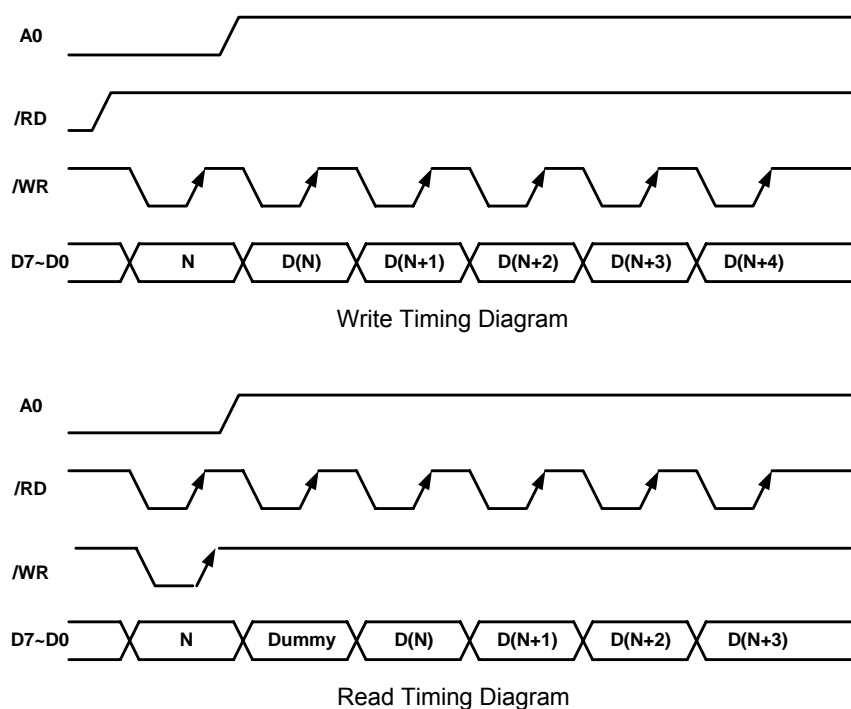 A0
/RD
/WR
D7~D0 N D(N) D(N+1) D(N+2) D(N+3) D(N+4)
Write Timing Diagram
A0
/RD
/WR
D7~D0 N Dummy D(N) D(N+1) D(N+2) D(N+3)
Read Timing Diagram